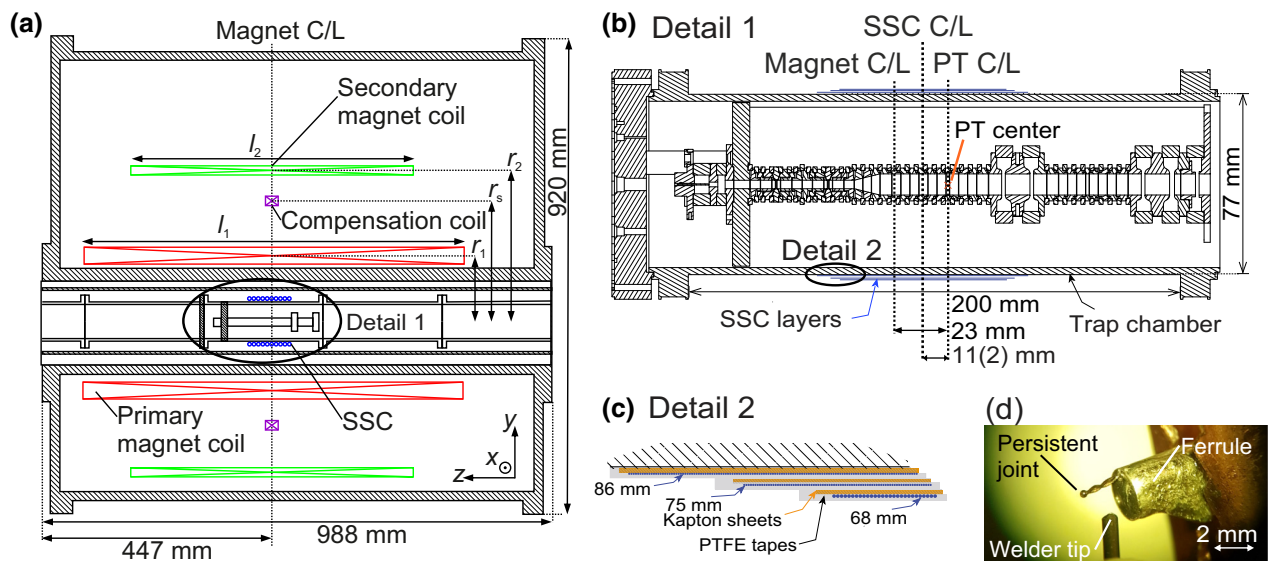 (a)
Magnet C/L
Secondary
magnet coil
l2
r2
rs
Compensation coil
l1
r1
920 mm
Detail 1
Primary
magnet coil
SSC
y
x
z
988 mm
447 mm
(b) Detail 1
SSC C/L
Magnet C/L
PT C/L
PT center
77 mm
Detail 2
SSC layers
200 mm
23 mm
11(2) mm
Trap chamber
(c) Detail 2
86 mm
75 mm
68 mm
Kapton sheets
PTFE tapes
(d)
Persistent
joint
Ferrule
Welder tip
2 mm